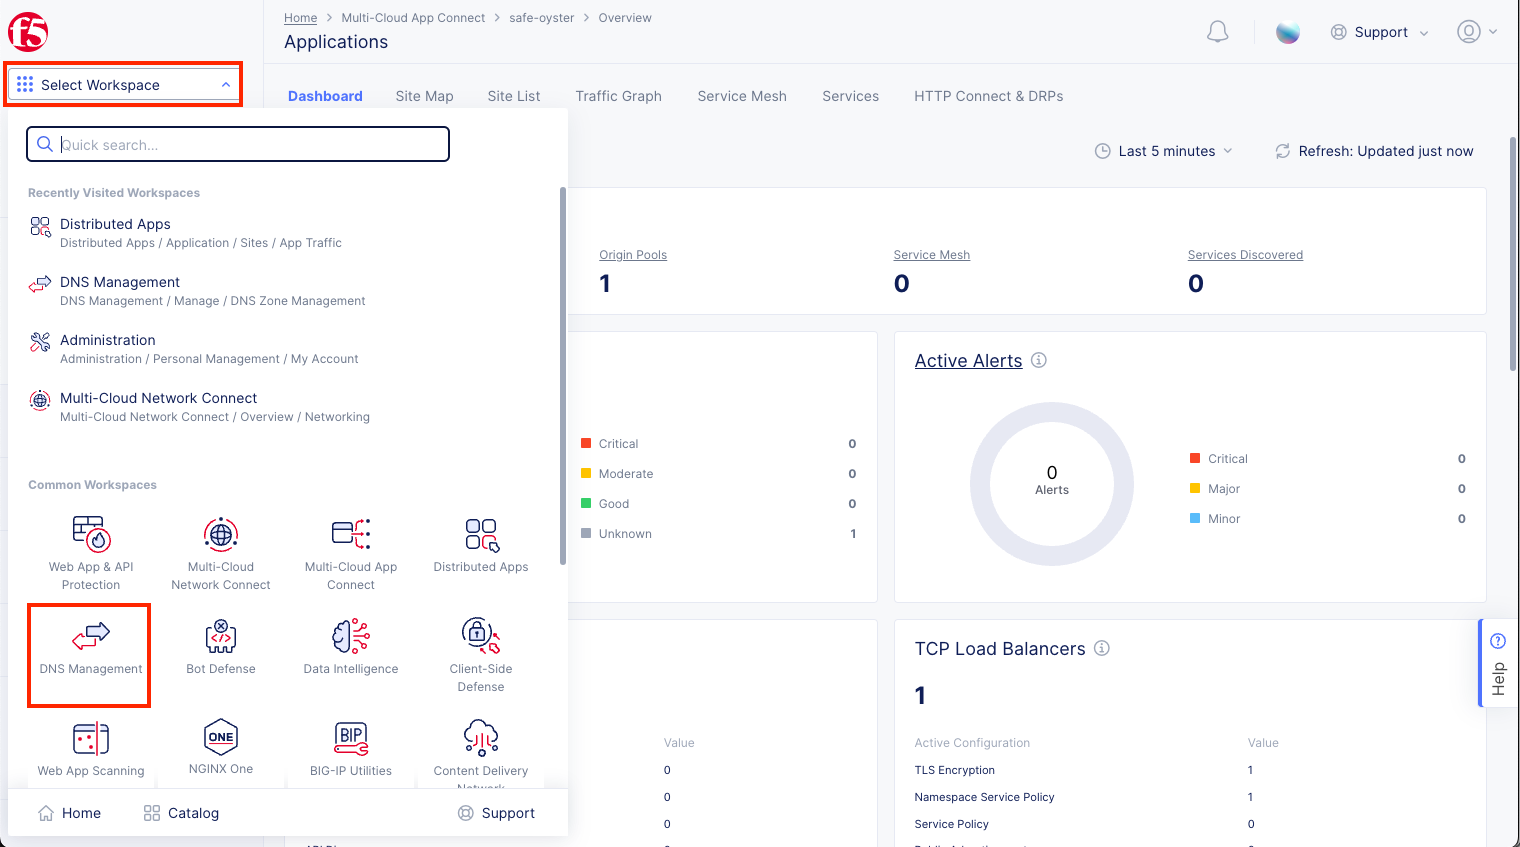 f5
Home > Multi-Cloud App Connect > safe-oyster > Overview
Applications
Support
Select Workspace
Dashboard Site Map Site List Traffic Graph Service Mesh Services HTTP Connect & DRPs
Quick search...
Last 5 minutes
Refresh: Updated just now
Recently Visited Workspaces
Distributed Apps
Distributed Apps / Application / Sites / App Traffic
DNS Management
DNS Management / Manage / DNS Zone Management
Administration
Administration / Personal Management / My Account
Multi-Cloud Network Connect
Multi-Cloud Network Connect / Overview / Networking
Common Workspaces
Web App & API
Protection
Multi-Cloud
Network Connect
Multi-Cloud App
Connect
Distributed Apps
DNS Management
Bot Defense
Data Intelligence
Client-Side
Defense
Web App Scanning
ONE
NGINX One
BIP
BIG-IP Utilities
Content Delivery
Network
Home
Catalog
Support
Origin Pools
1
Service Mesh
0
Services Discovered
0
Critical 0
Moderate 0
Good 0
Unknown 1
Active Alerts
0
Alerts
Critical 0
Major 0
Minor 0
Value
0
0
0
TCP Load Balancers
1
Active Configuration Value
TLS Encryption 1
Namespace Service Policy 1
Service Policy 0
Help